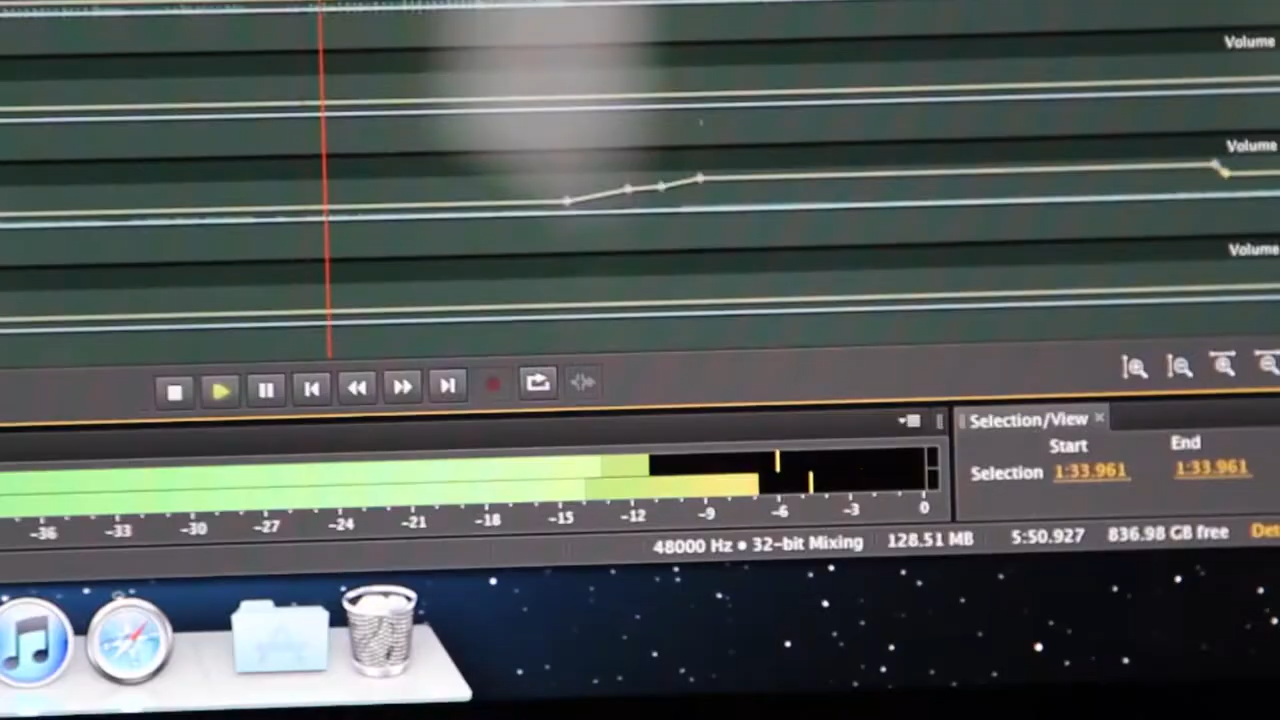 Volume
Volume
Volume
Selection/View
Start End
Selection 1:33.961 1:33.961
-36 -33 -30 -27 -24 -21 -18 -15 -12 -9 -6 -3 0
48000 Hz • 32-bit Mixing 128.51 MB 5:50.927 836.98 GB free